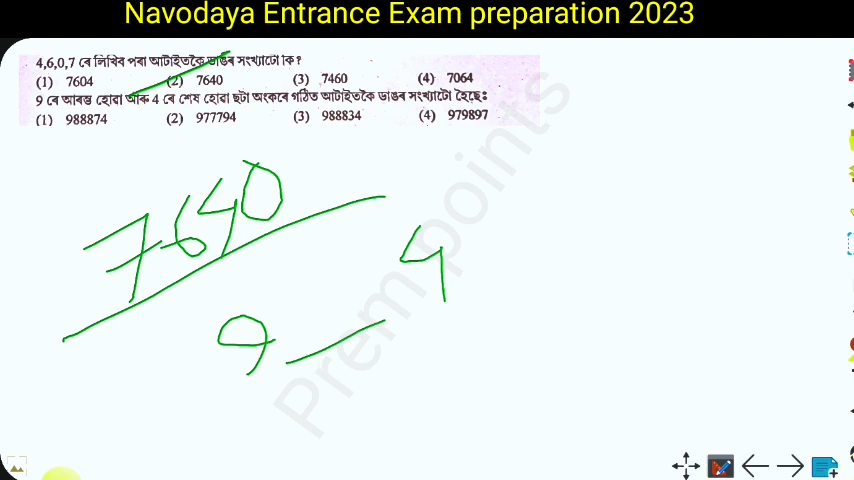 Navodaya Entrance Exam preparation 2023
4,6,0,7 ৰে লিখিব পৰা আটাইতকৈ ডাঙৰ সংখ্যাটো কি?
(1) 7604 (2) 7640 (3) 7460 (4) 7064
9 ৰে আৰম্ভ হোৱা আৰু 4 ৰে শেষ হোৱা ছটা অংকৰে গঠিত আটাইতকৈ ডাঙৰ সংখ্যাটো হৈছেঃ
(1) 988874 (2) 977794 (3) 988834 (4) 979897
7640
4
9
Prem points